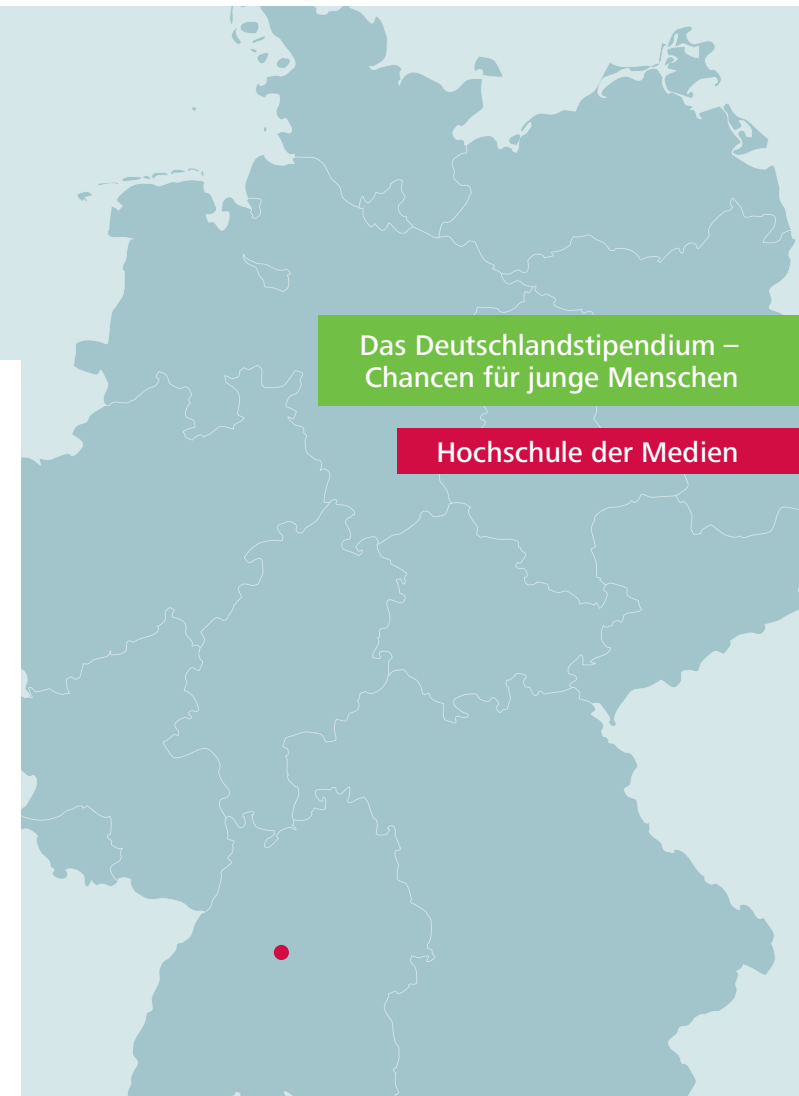 Das Deutschlandstipendium –
Chancen für junge Menschen
Hochschule der Medien